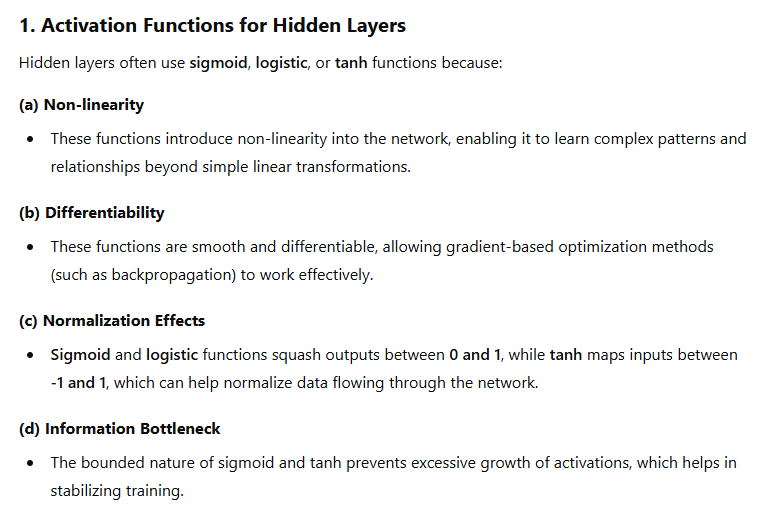 1. Activation Functions for Hidden Layers
Hidden layers often use sigmoid, logistic, or tanh functions because:
(a) Non-linearity
• These functions introduce non-linearity into the network, enabling it to learn complex patterns and
relationships beyond simple linear transformations.
(b) Differentiability
• These functions are smooth and differentiable, allowing gradient-based optimization methods
(such as backpropagation) to work effectively.
(c) Normalization Effects
• Sigmoid and logistic functions squash outputs between 0 and 1, while tanh maps inputs between
-1 and 1, which can help normalize data flowing through the network.
(d) Information Bottleneck
• The bounded nature of sigmoid and tanh prevents excessive growth of activations, which helps in
stabilizing training.